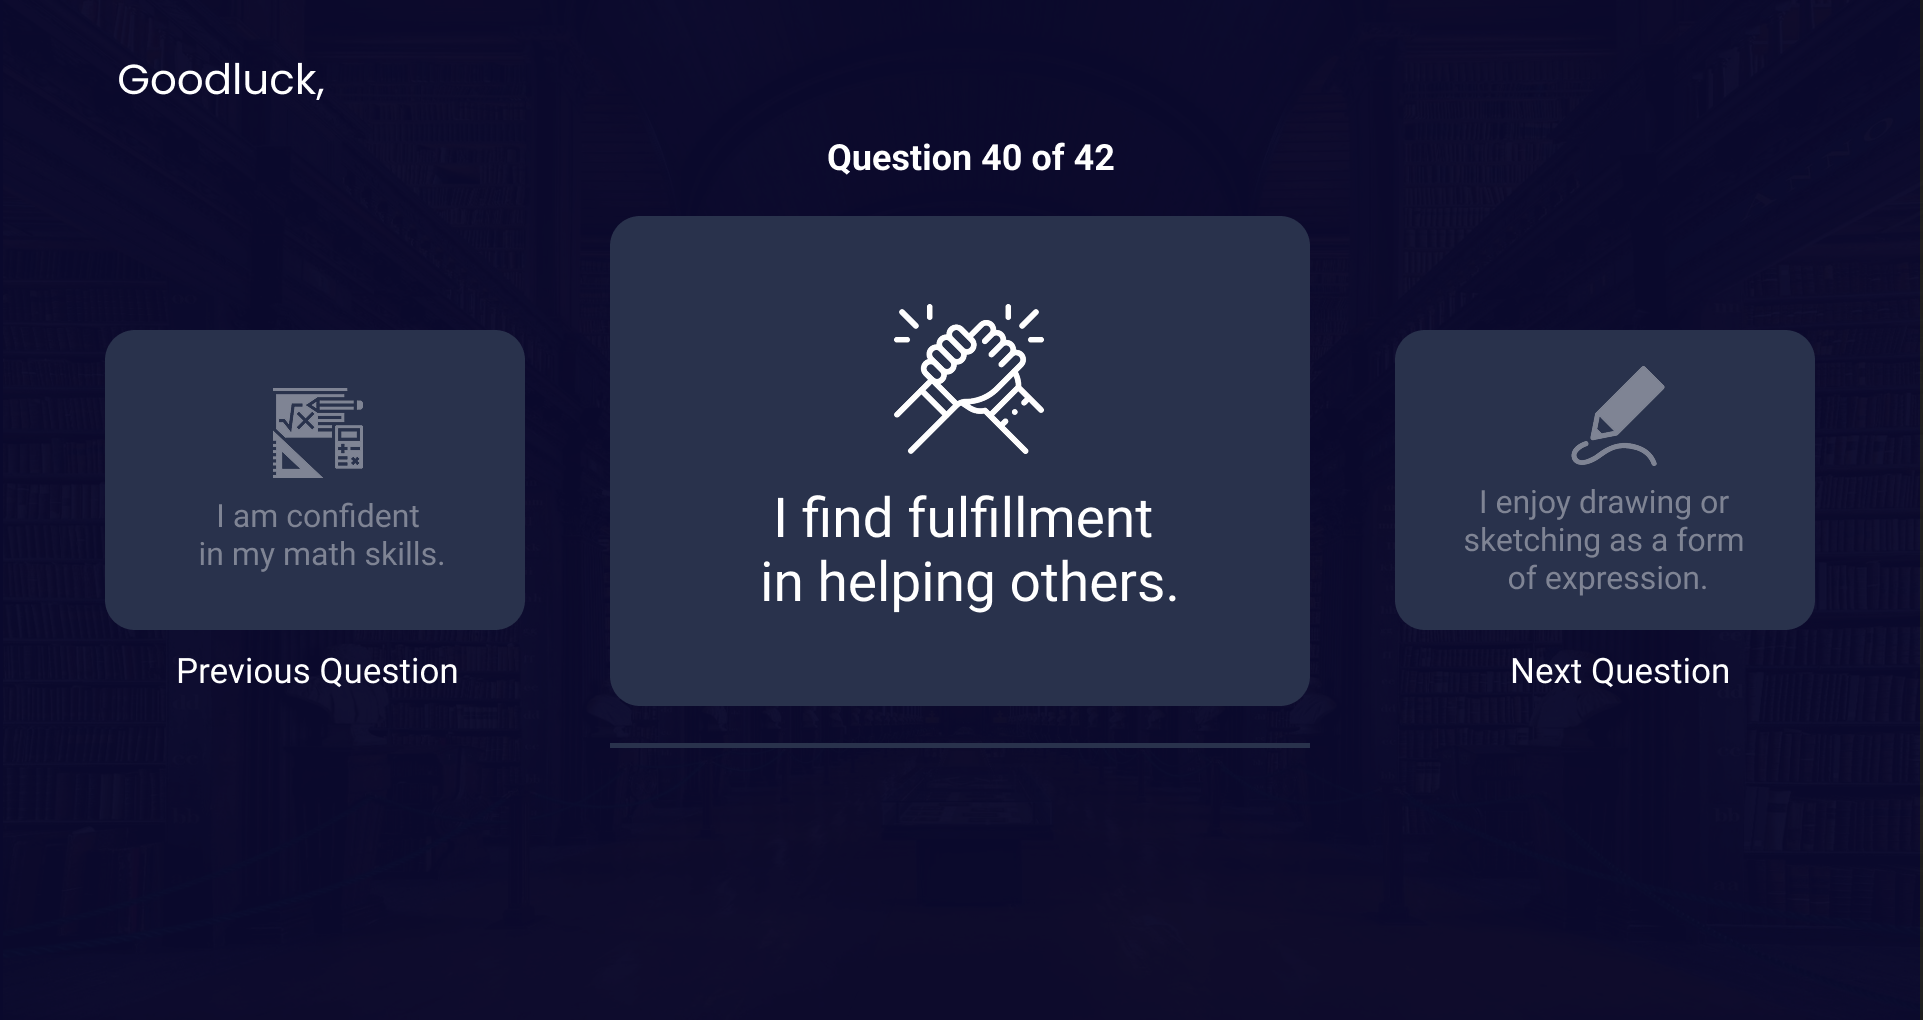 Goodluck,
Question 40 of 42
I am confident
in my math skills.
Previous Question
I find fulfillment
in helping others.
I enjoy drawing or
sketching as a form
of expression.
Next Question